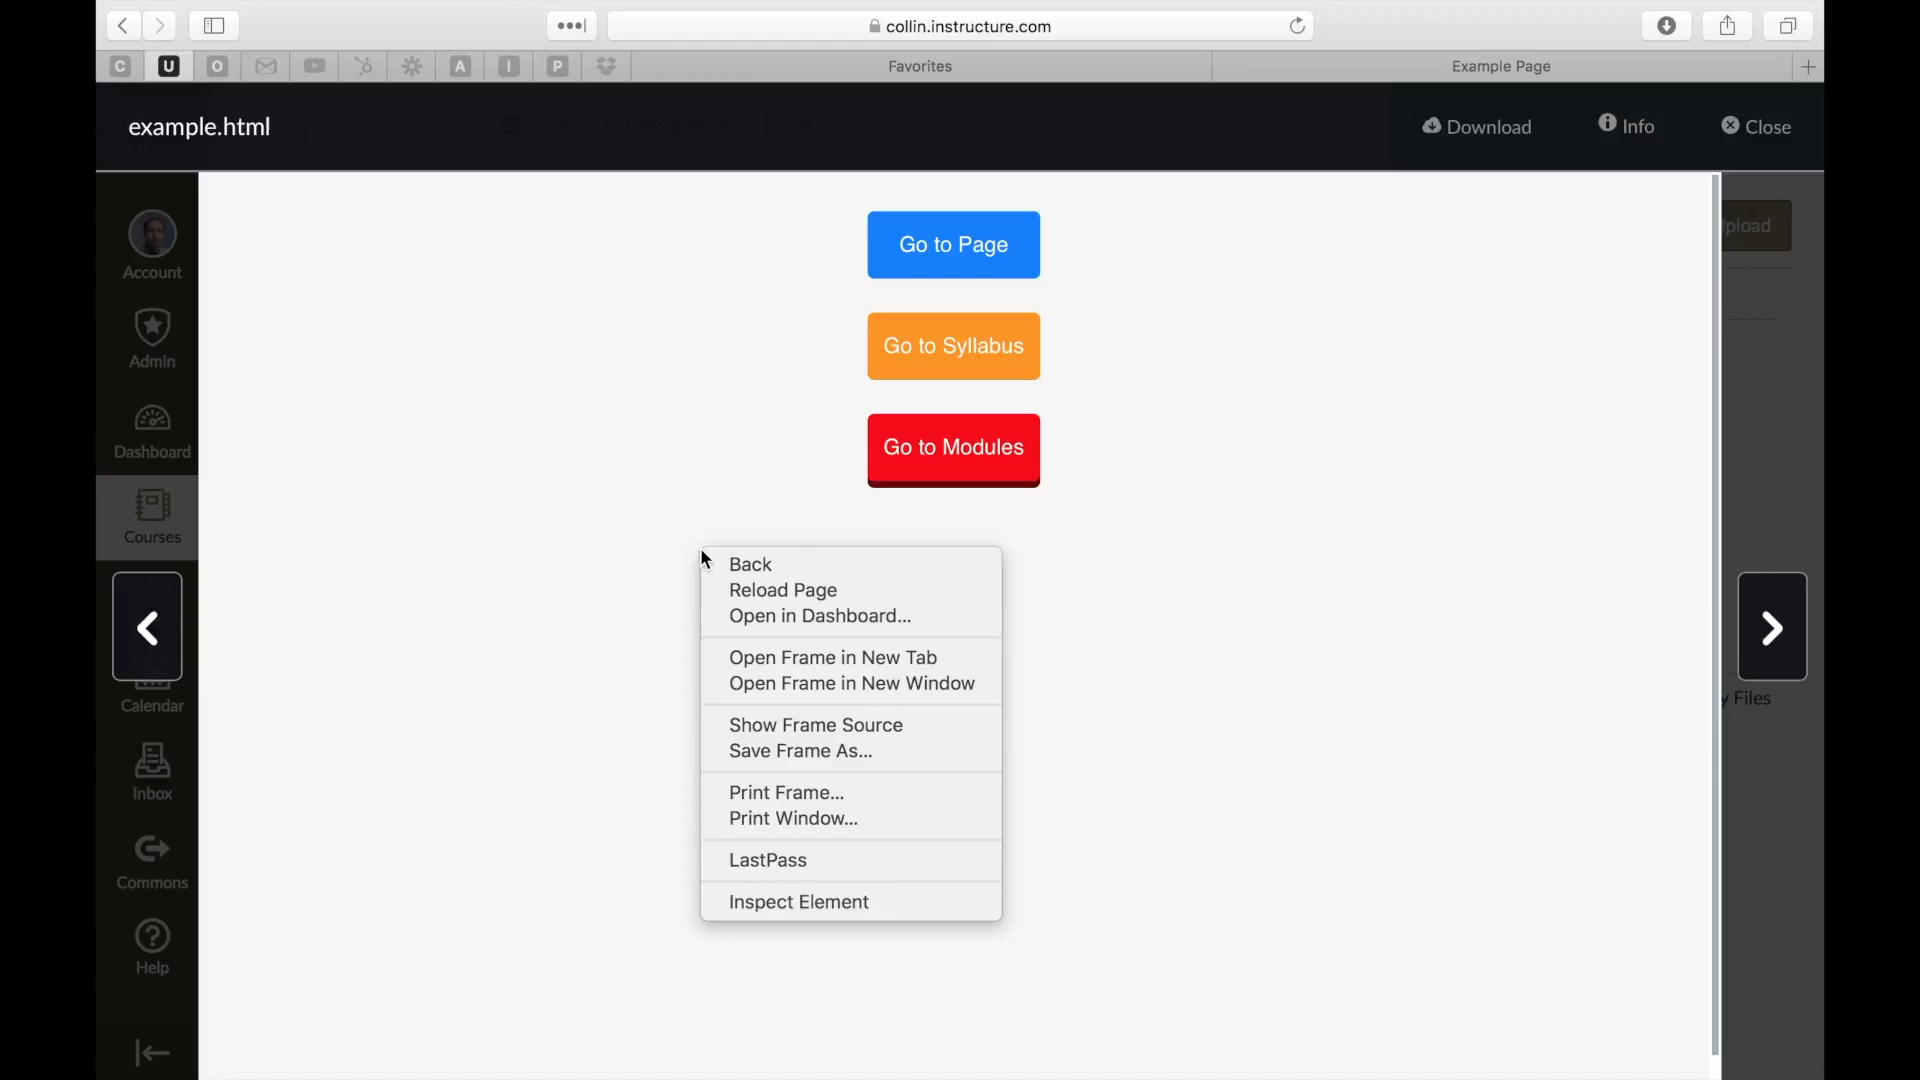 collin.instructure.com
C
U
O
A
I
P
Favorites
Example Page
example.html
Download
Info
Close
Account
Admin
Dashboard
Courses
Calendar
Inbox
Commons
Help
Go to Page
Go to Syllabus
Go to Modules
Back
Reload Page
Open in Dashboard...
Open Frame in New Tab
Open Frame in New Window
Show Frame Source
Save Frame As...
Print Frame...
Print Window...
LastPass
Inspect Element
pload
y Files